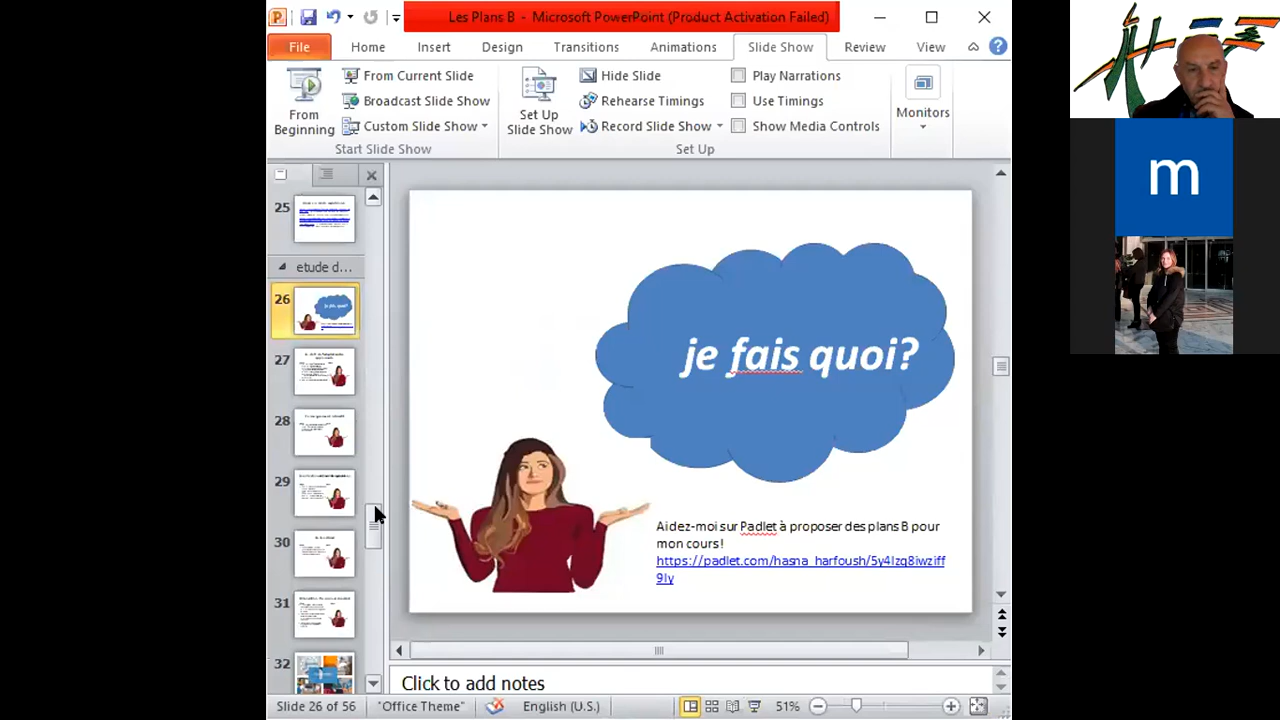 Les Plans B - Microsoft PowerPoint (Product Activation Failed)
File Home Insert Design Transitions Animations Slide Show Review View
From Beginning
From Current Slide
Broadcast Slide Show
Custom Slide Show
Start Slide Show
Set Up Slide Show
Hide Slide
Rehearse Timings
Record Slide Show
Play Narrations
Use Timings
Show Media Controls
Set Up
Monitors
25
etude d...
26
27
28
29
30
31
32
je fais quoi?
Aidez-moi sur Padlet à proposer des plans B pour
mon cours!
https://padlet.com/hasna_harfoush/5y4lzq8iwziff
9ly
Click to add notes
Slide 26 of 56 "Office Theme" English (U.S.) 51%
m